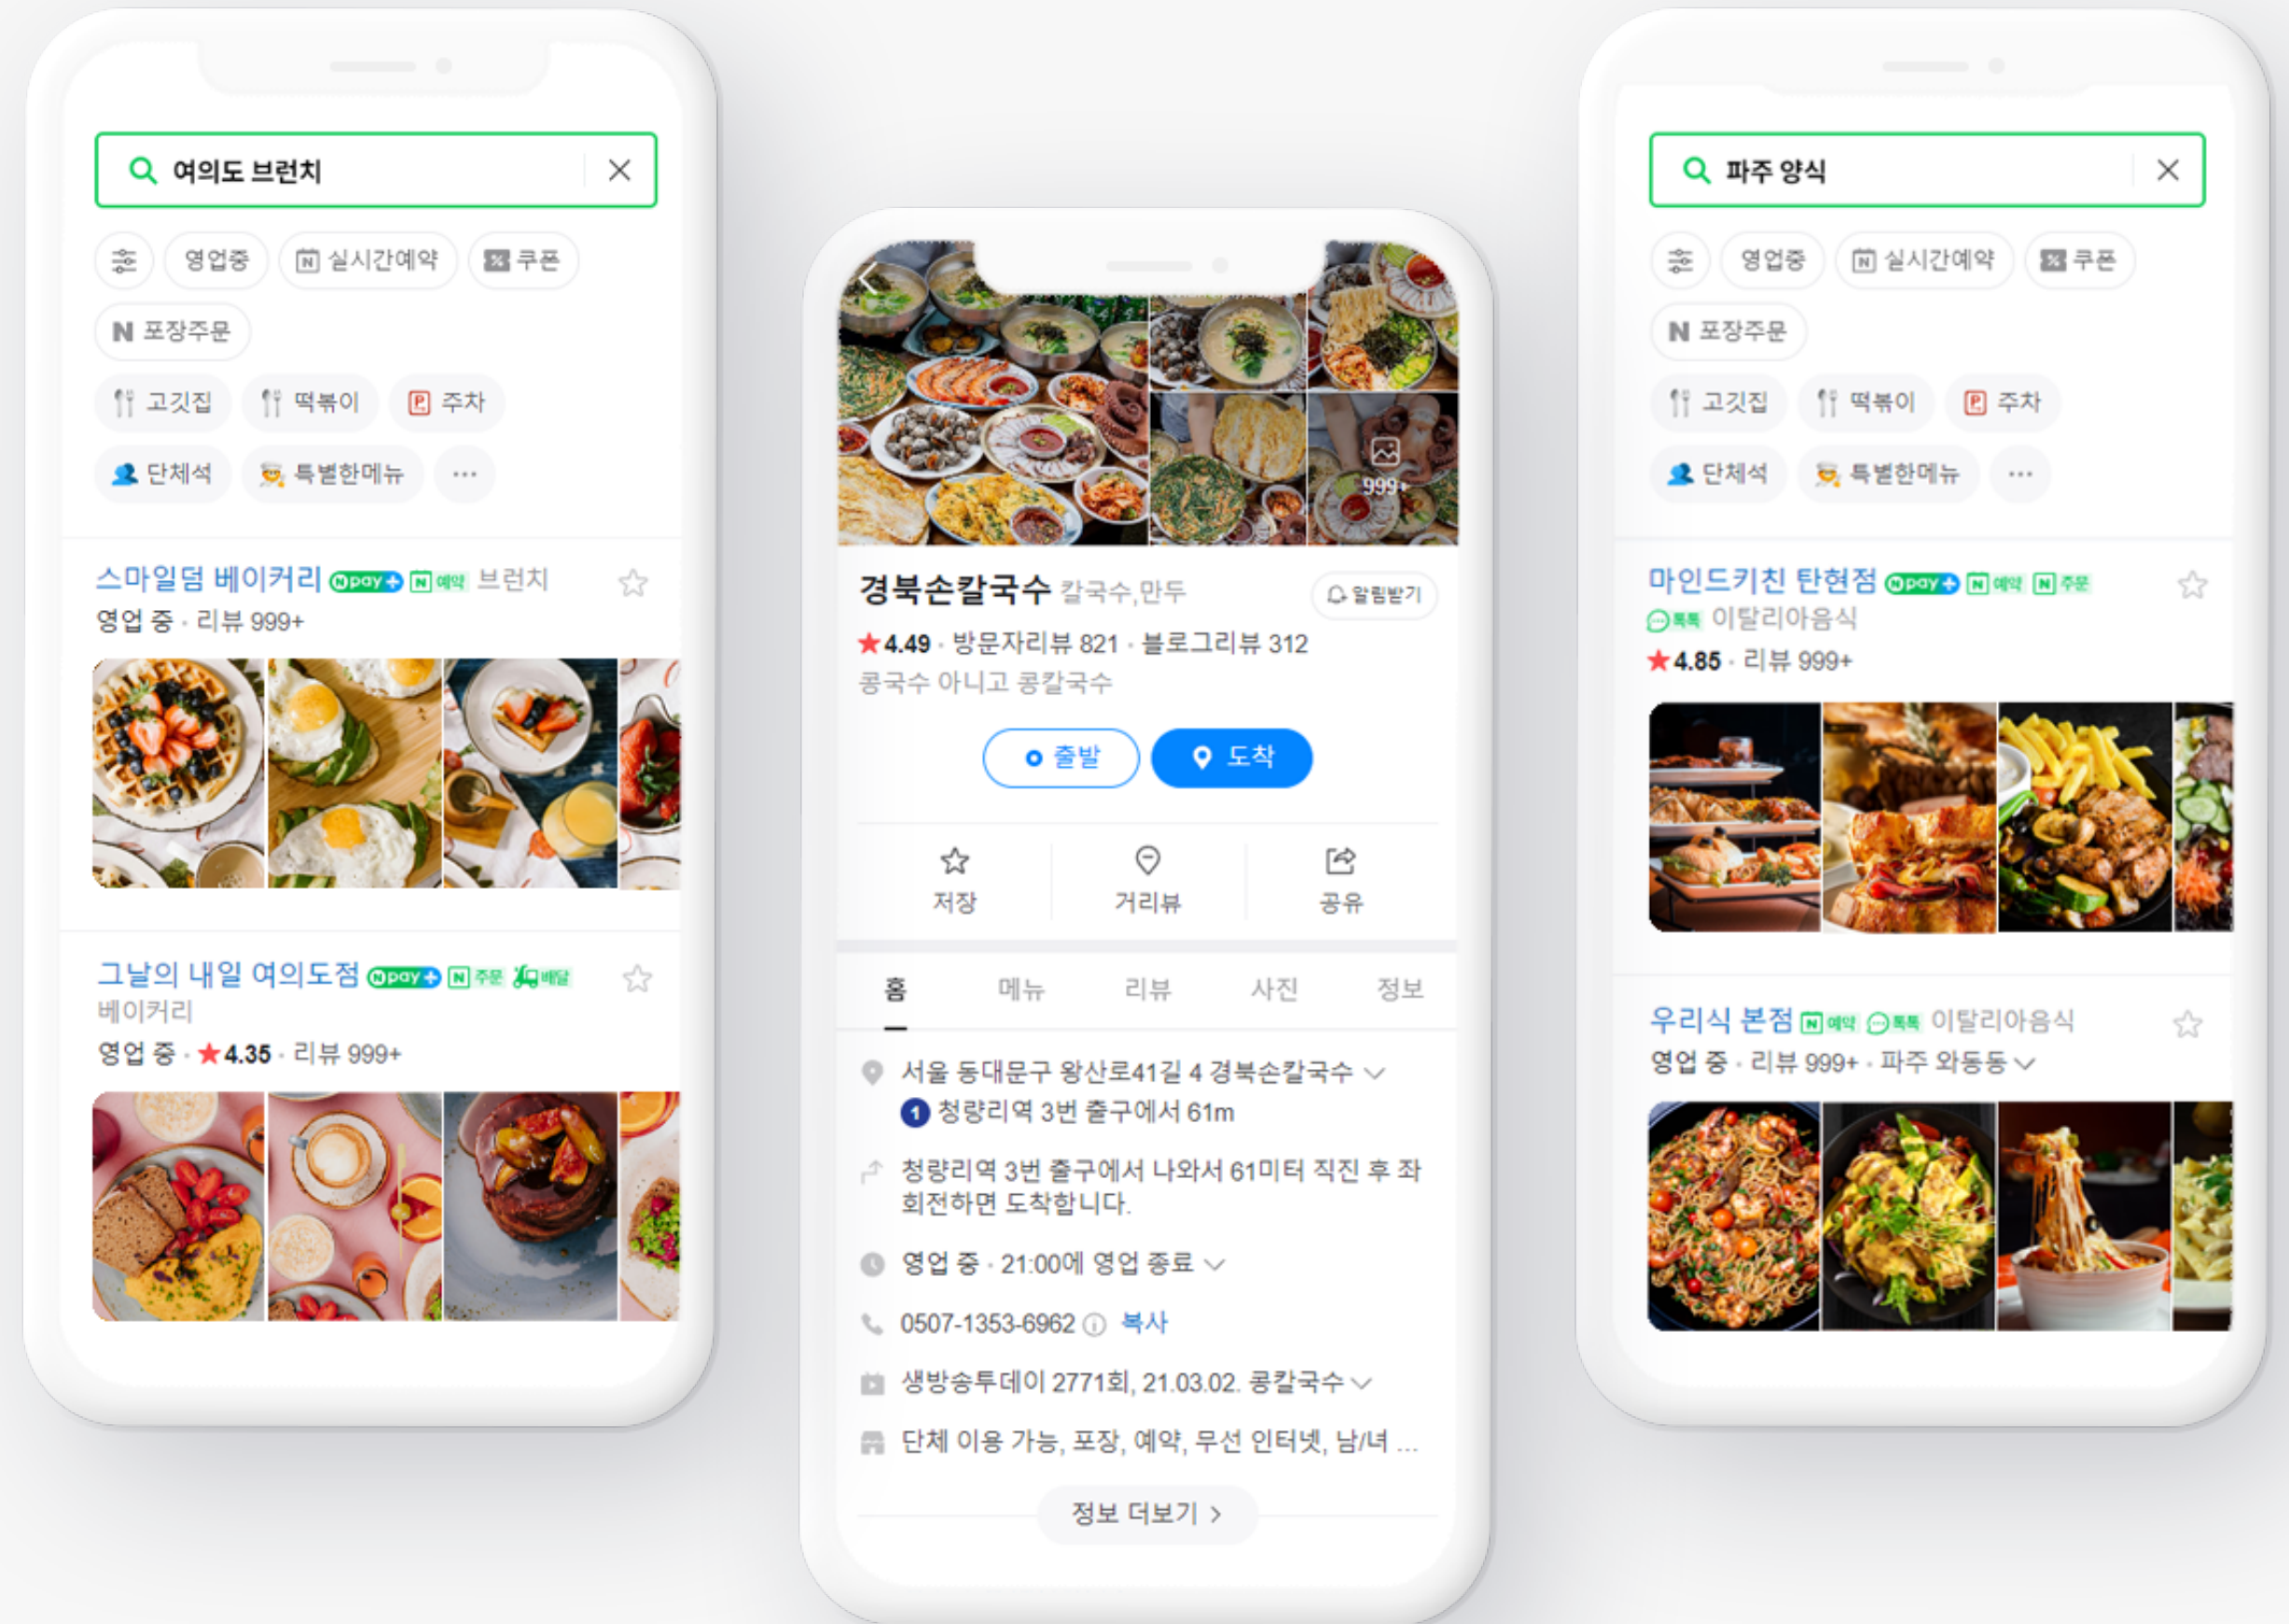 여의도 브런치
영업중 실시간예약 쿠폰
N 포장주문
고깃집 떡볶이 주차
단체석 특별한메뉴 ...
스마일덤 베이커리 N pay+ N 예약 브런치
영업 중 · 리뷰 999+
그날의 내일 여의도점 N pay+ N 주문 배달
베이커리
영업 중 · ★4.35 · 리뷰 999+
999+
경북손칼국수 칼국수,만두 알림받기
★4.49 · 방문자리뷰 821 · 블로그리뷰 312
콩국수 아니고 콩칼국수
출발 도착
저장 거리뷰 공유
홈 메뉴 리뷰 사진 정보
서울 동대문구 왕산로41길 4 경북손칼국수
1 청량리역 3번 출구에서 61m
청량리역 3번 출구에서 나와서 61미터 직진 후 좌
회전하면 도착합니다.
영업 중 · 21:00에 영업 종료
0507-1353-6962 복사
생방송투데이 2771회, 21.03.02. 콩칼국수
단체 이용 가능, 포장, 예약, 무선 인터넷, 남/녀 ...
정보 더보기 >
파주 양식
영업중 N 실시간예약 쿠폰
N 포장주문
고깃집 떡볶이 P 주차
단체석 특별한메뉴 ...
마인드키친 탄현점 N pay+ N 예약 N 주문
톡톡 이탈리아음식
★4.85 · 리뷰 999+
우리식 본점 N 예약 톡톡 이탈리아음식
영업 중 · 리뷰 999+ · 파주 와동동